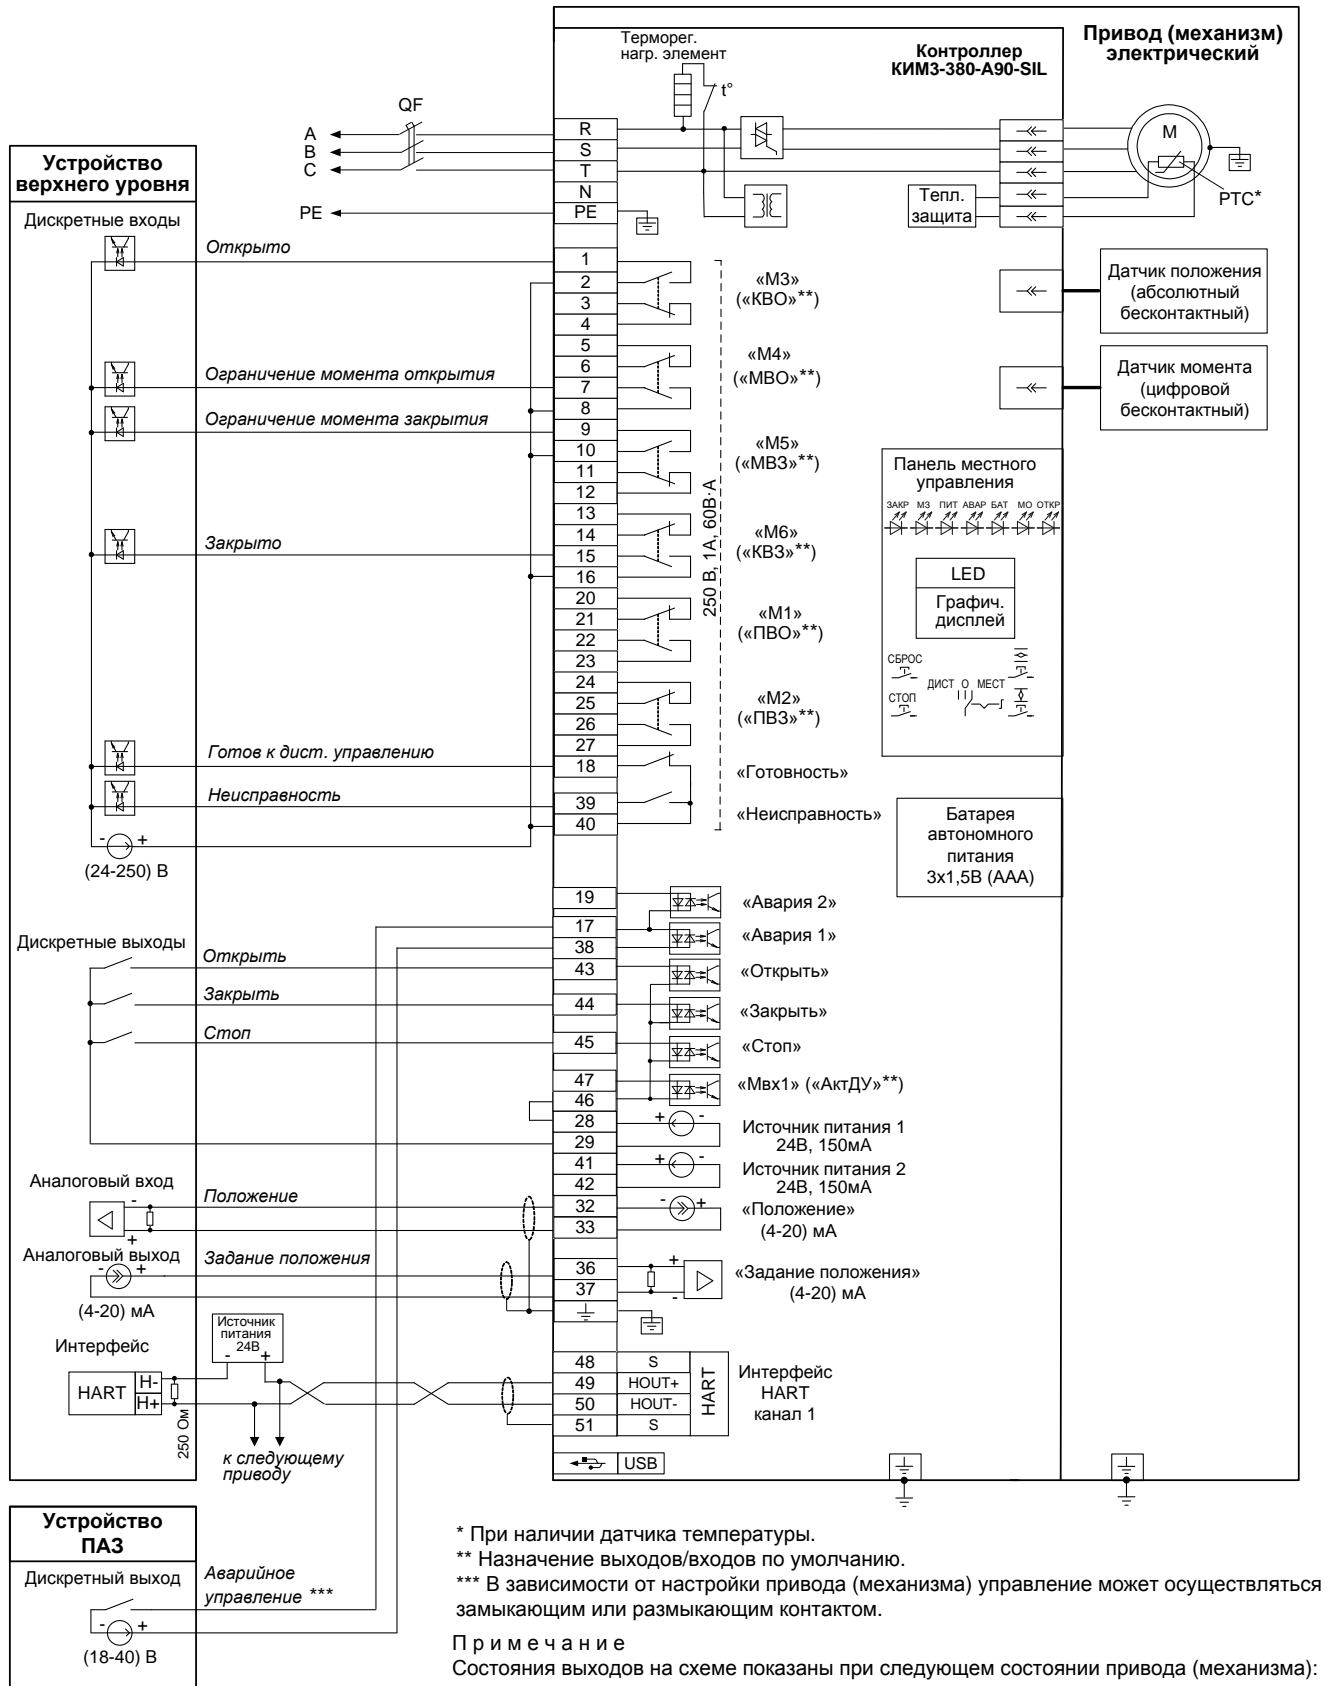 Терморег.
нагр. элемент
t°
Контроллер
КИМ3-380-А90-SIL
Привод (механизм)
электрический
QF
A
B
C
PE
R
S
T
N
PE
Тепл.
защита
M
PTC*
Устройство
верхнего уровня
Дискретные входы
Открыто
Ограничение момента открытия
Ограничение момента закрытия
Закрыто
Готов к дист. управлению
Неисправность
- +
(24-250) В
1
2
3
4
5
6
7
8
9
10
11
12
13
14
15
16
20
21
22
23
24
25
26
27
18
39
40
250 В, 1А, 60В·А
«М3»
(«КВО»**)
«М4»
(«МВО»**)
«М5»
(«МВЗ»**)
«М6»
(«КВЗ»**)
«М1»
(«ПВО»**)
«М2»
(«ПВЗ»**)
«Готовность»
«Неисправность»
Датчик положения
(абсолютный
бесконтактный)
Датчик момента
(цифровой
бесконтактный)
Панель местного
управления
ЗАКР МЗ ПИТ АВАР БАТ МО ОТКР
LED
Графич.
дисплей
СБРОС
СТОП
ДИСТ О МЕСТ
Батарея
автономного
питания
3х1,5В (ААА)
Дискретные выходы
Открыть
Закрыть
Стоп
19
17
38
43
44
45
47
46
28
29
41
42
32
33
36
37
«Авария 2»
«Авария 1»
«Открыть»
«Закрыть»
«Стоп»
«Мвх1» («АктДУ»**)
+ -
Источник питания 1
24В, 150мА
+ -
Источник питания 2
24В, 150мА
- +
«Положение»
(4-20) мА
+
-
«Задание положения»
(4-20) мА
Аналоговый вход
-
+
Положение
Аналоговый выход
- +
(4-20) мА
Задание положения
Интерфейс
HART
H-
H+
250 Ом
Источник
питания
24В
- +
к следующему
приводу
48 S
49 HOUT+
50 HOUT-
51 S
HART
Интерфейс
HART
канал 1
USB
Устройство
ПАЗ
Дискретный выход
- +
(18-40) В
Аварийное
управление ***
* При наличии датчика температуры.
** Назначение выходов/входов по умолчанию.
*** В зависимости от настройки привода (механизма) управление может осуществляться
замыкающим или размыкающим контактом.
П р и м е ч а н и е
Состояния выходов на схеме показаны при следующем состоянии привода (механизма):